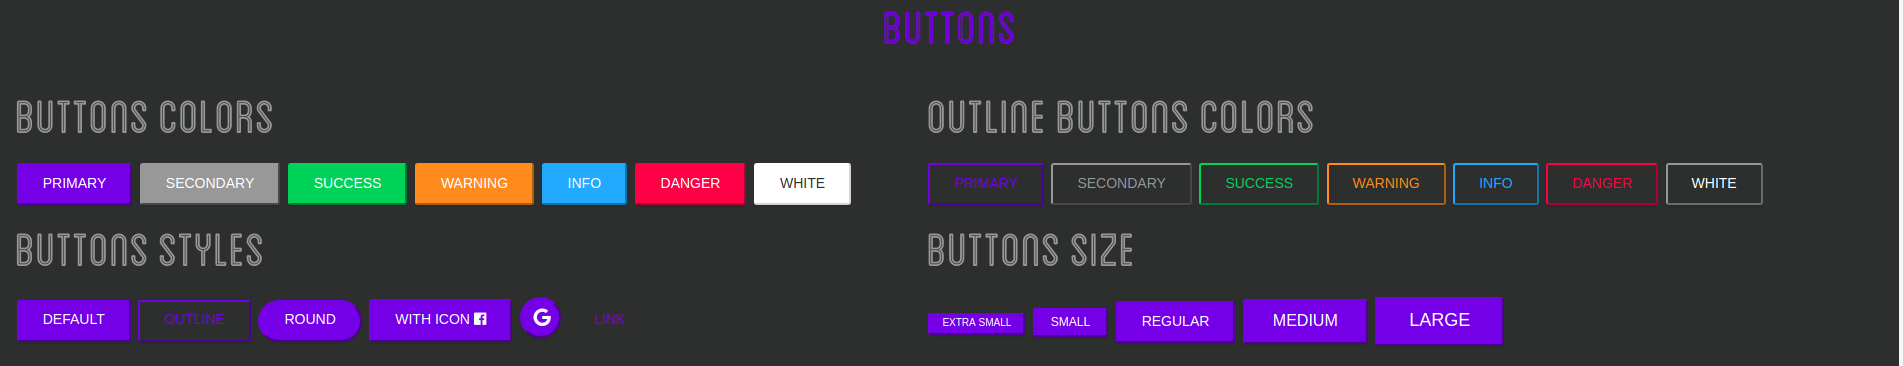 BUTTONS
BUTTONS COLORS
PRIMARY SECONDARY SUCCESS WARNING INFO DANGER WHITE
OUTLINE BUTTONS COLORS
PRIMARY SECONDARY SUCCESS WARNING INFO DANGER WHITE
BUTTONS STYLES
DEFAULT OUTLINE ROUND WITH ICON G LINK
BUTTONS SIZE
EXTRA SMALL SMALL REGULAR MEDIUM LARGE